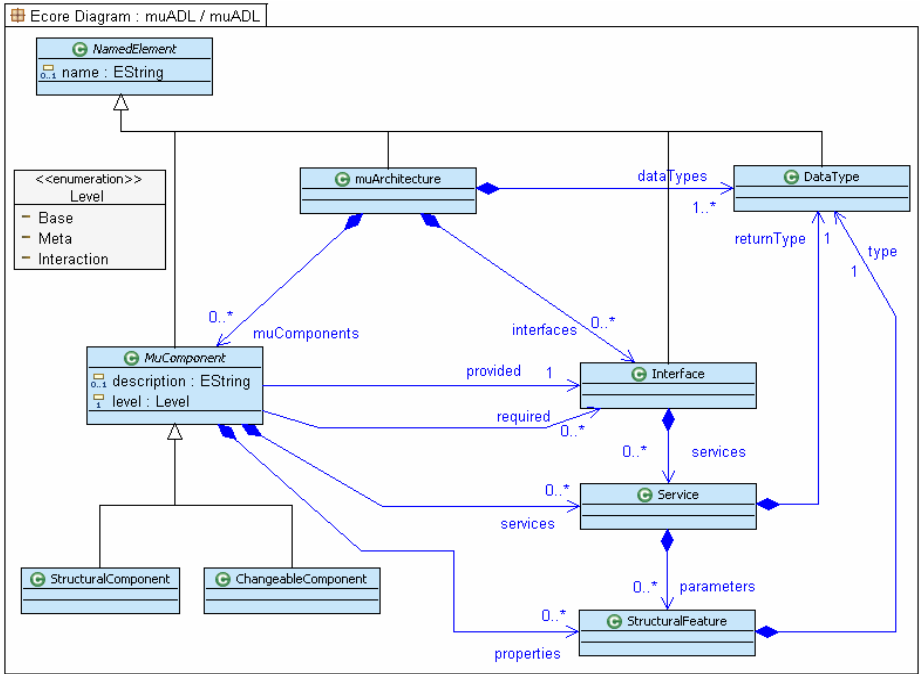 Ecore Diagram : muADL / muADL
NamedElement
0..1 name : EString
<<enumeration>>
Level
Base
Meta
Interaction
muArchitecture
dataTypes
1..*
DataType
returnType
1
type
1
0..*
muComponents
interfaces
0..*
MuComponent
0..1 description : EString
1 level : Level
provided
1
Interface
required
0..*
0..*
services
0..*
services
Service
0..*
parameters
StructuralComponent
ChangeableComponent
0..*
properties
StructuralFeature